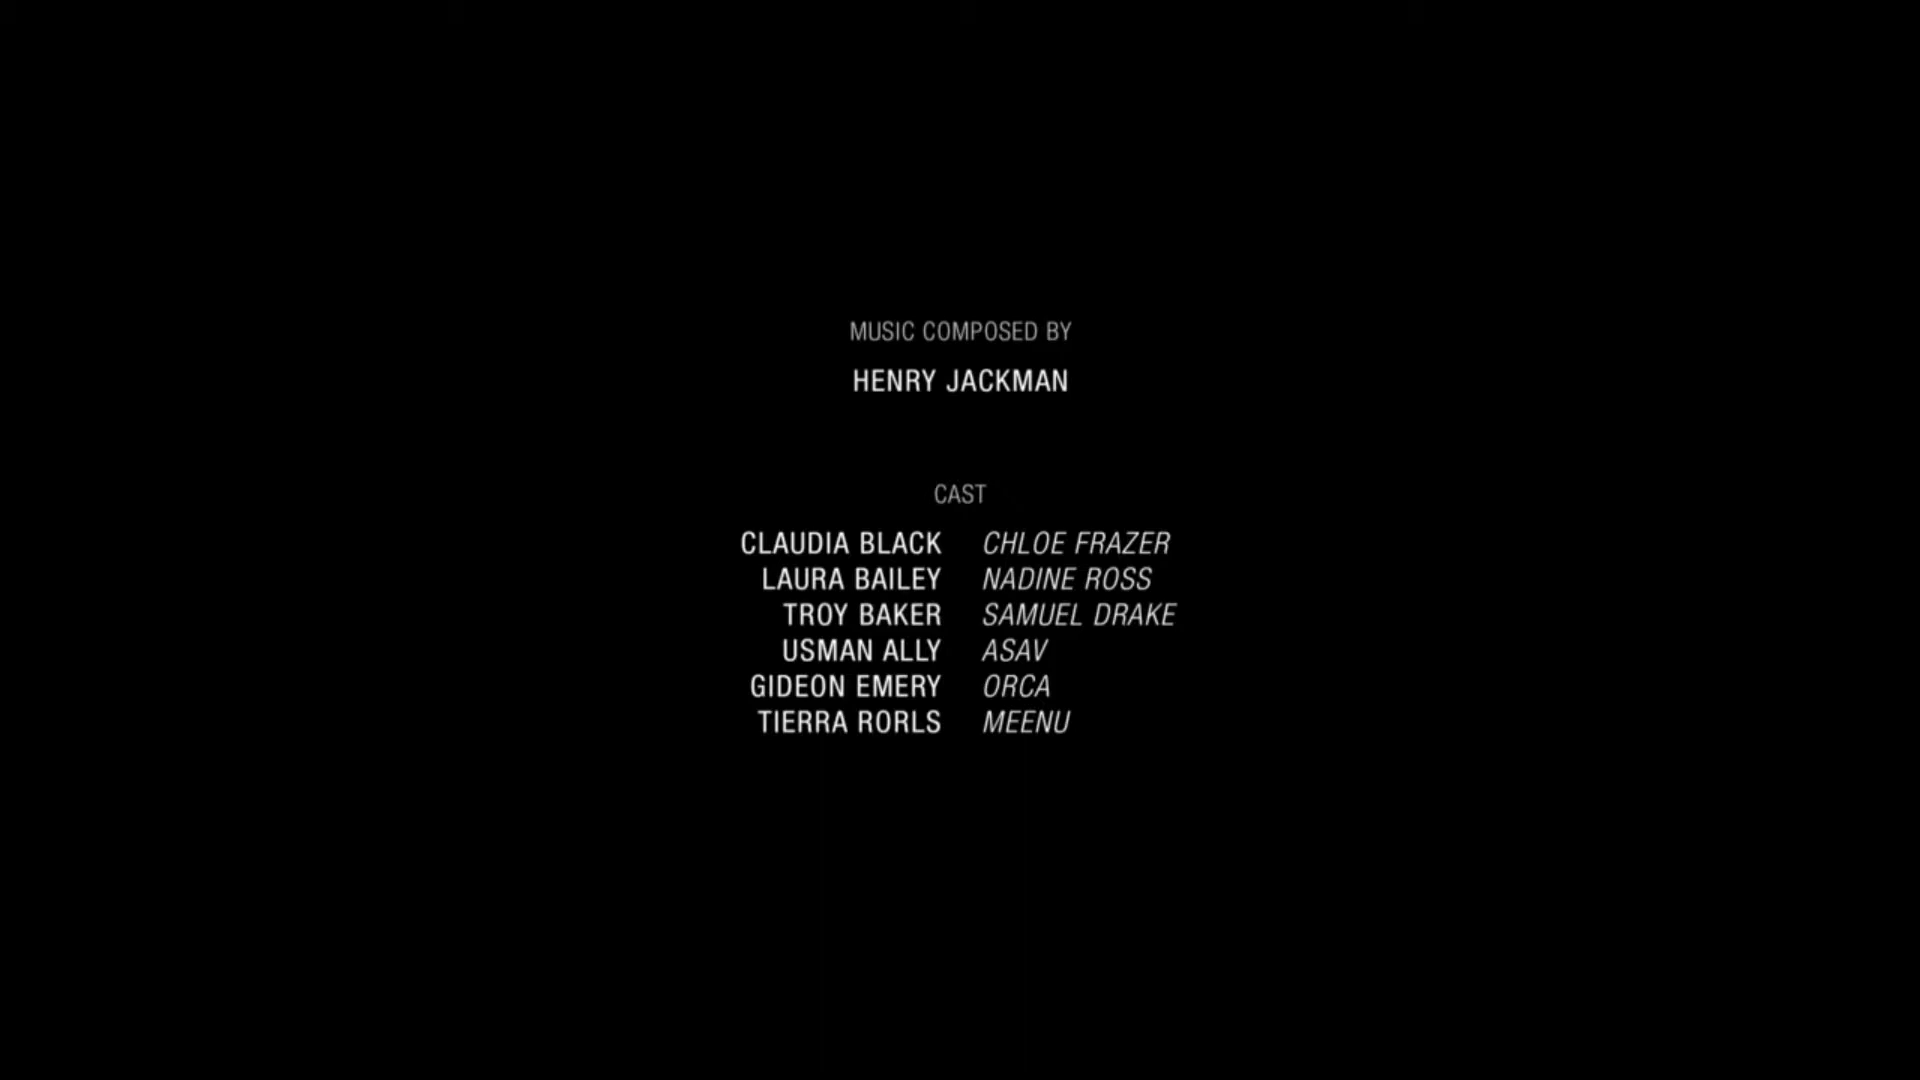 MUSIC COMPOSED BY
HENRY JACKMAN
CAST
CLAUDIA BLACK CHLOE FRAZER
LAURA BAILEY NADINE ROSS
TROY BAKER SAMUEL DRAKE
USMAN ALLY ASAV
GIDEON EMERY ORCA
TIERRA RORLS MEENU